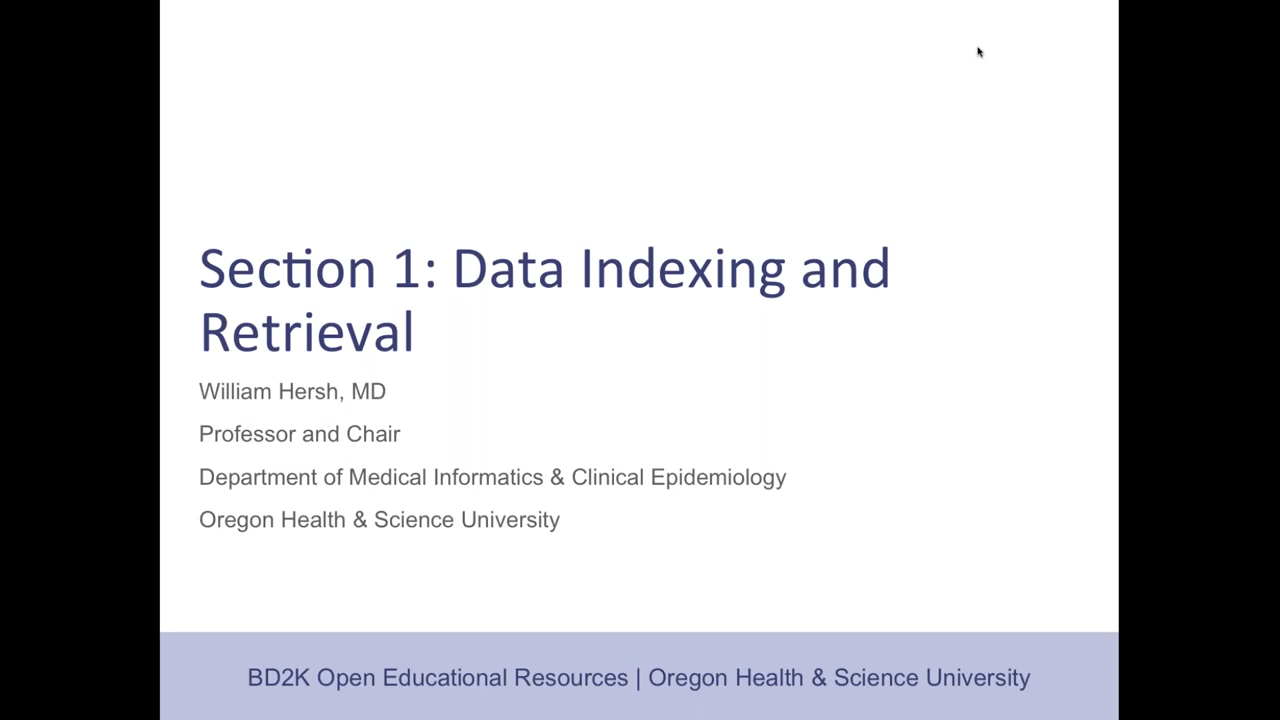 Section 1: Data Indexing and
Retrieval
William Hersh, MD
Professor and Chair
Department of Medical Informatics & Clinical Epidemiology
Oregon Health & Science University
BD2K Open Educational Resources | Oregon Health & Science University